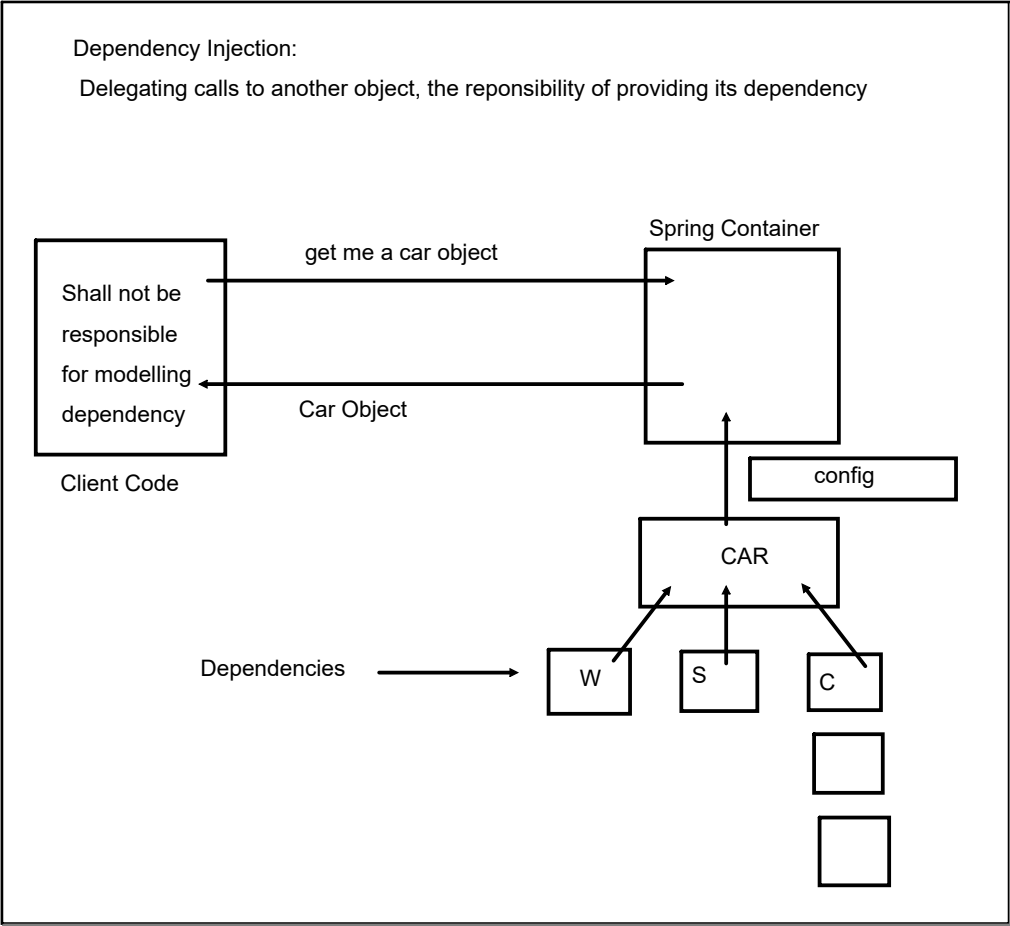 Dependency Injection:
Delegating calls to another object, the reponsibility of providing its dependency
Spring Container
get me a car object
Shall not be
responsible
for modelling
dependency
Car Object
Client Code
config
CAR
Dependencies
W
S
C